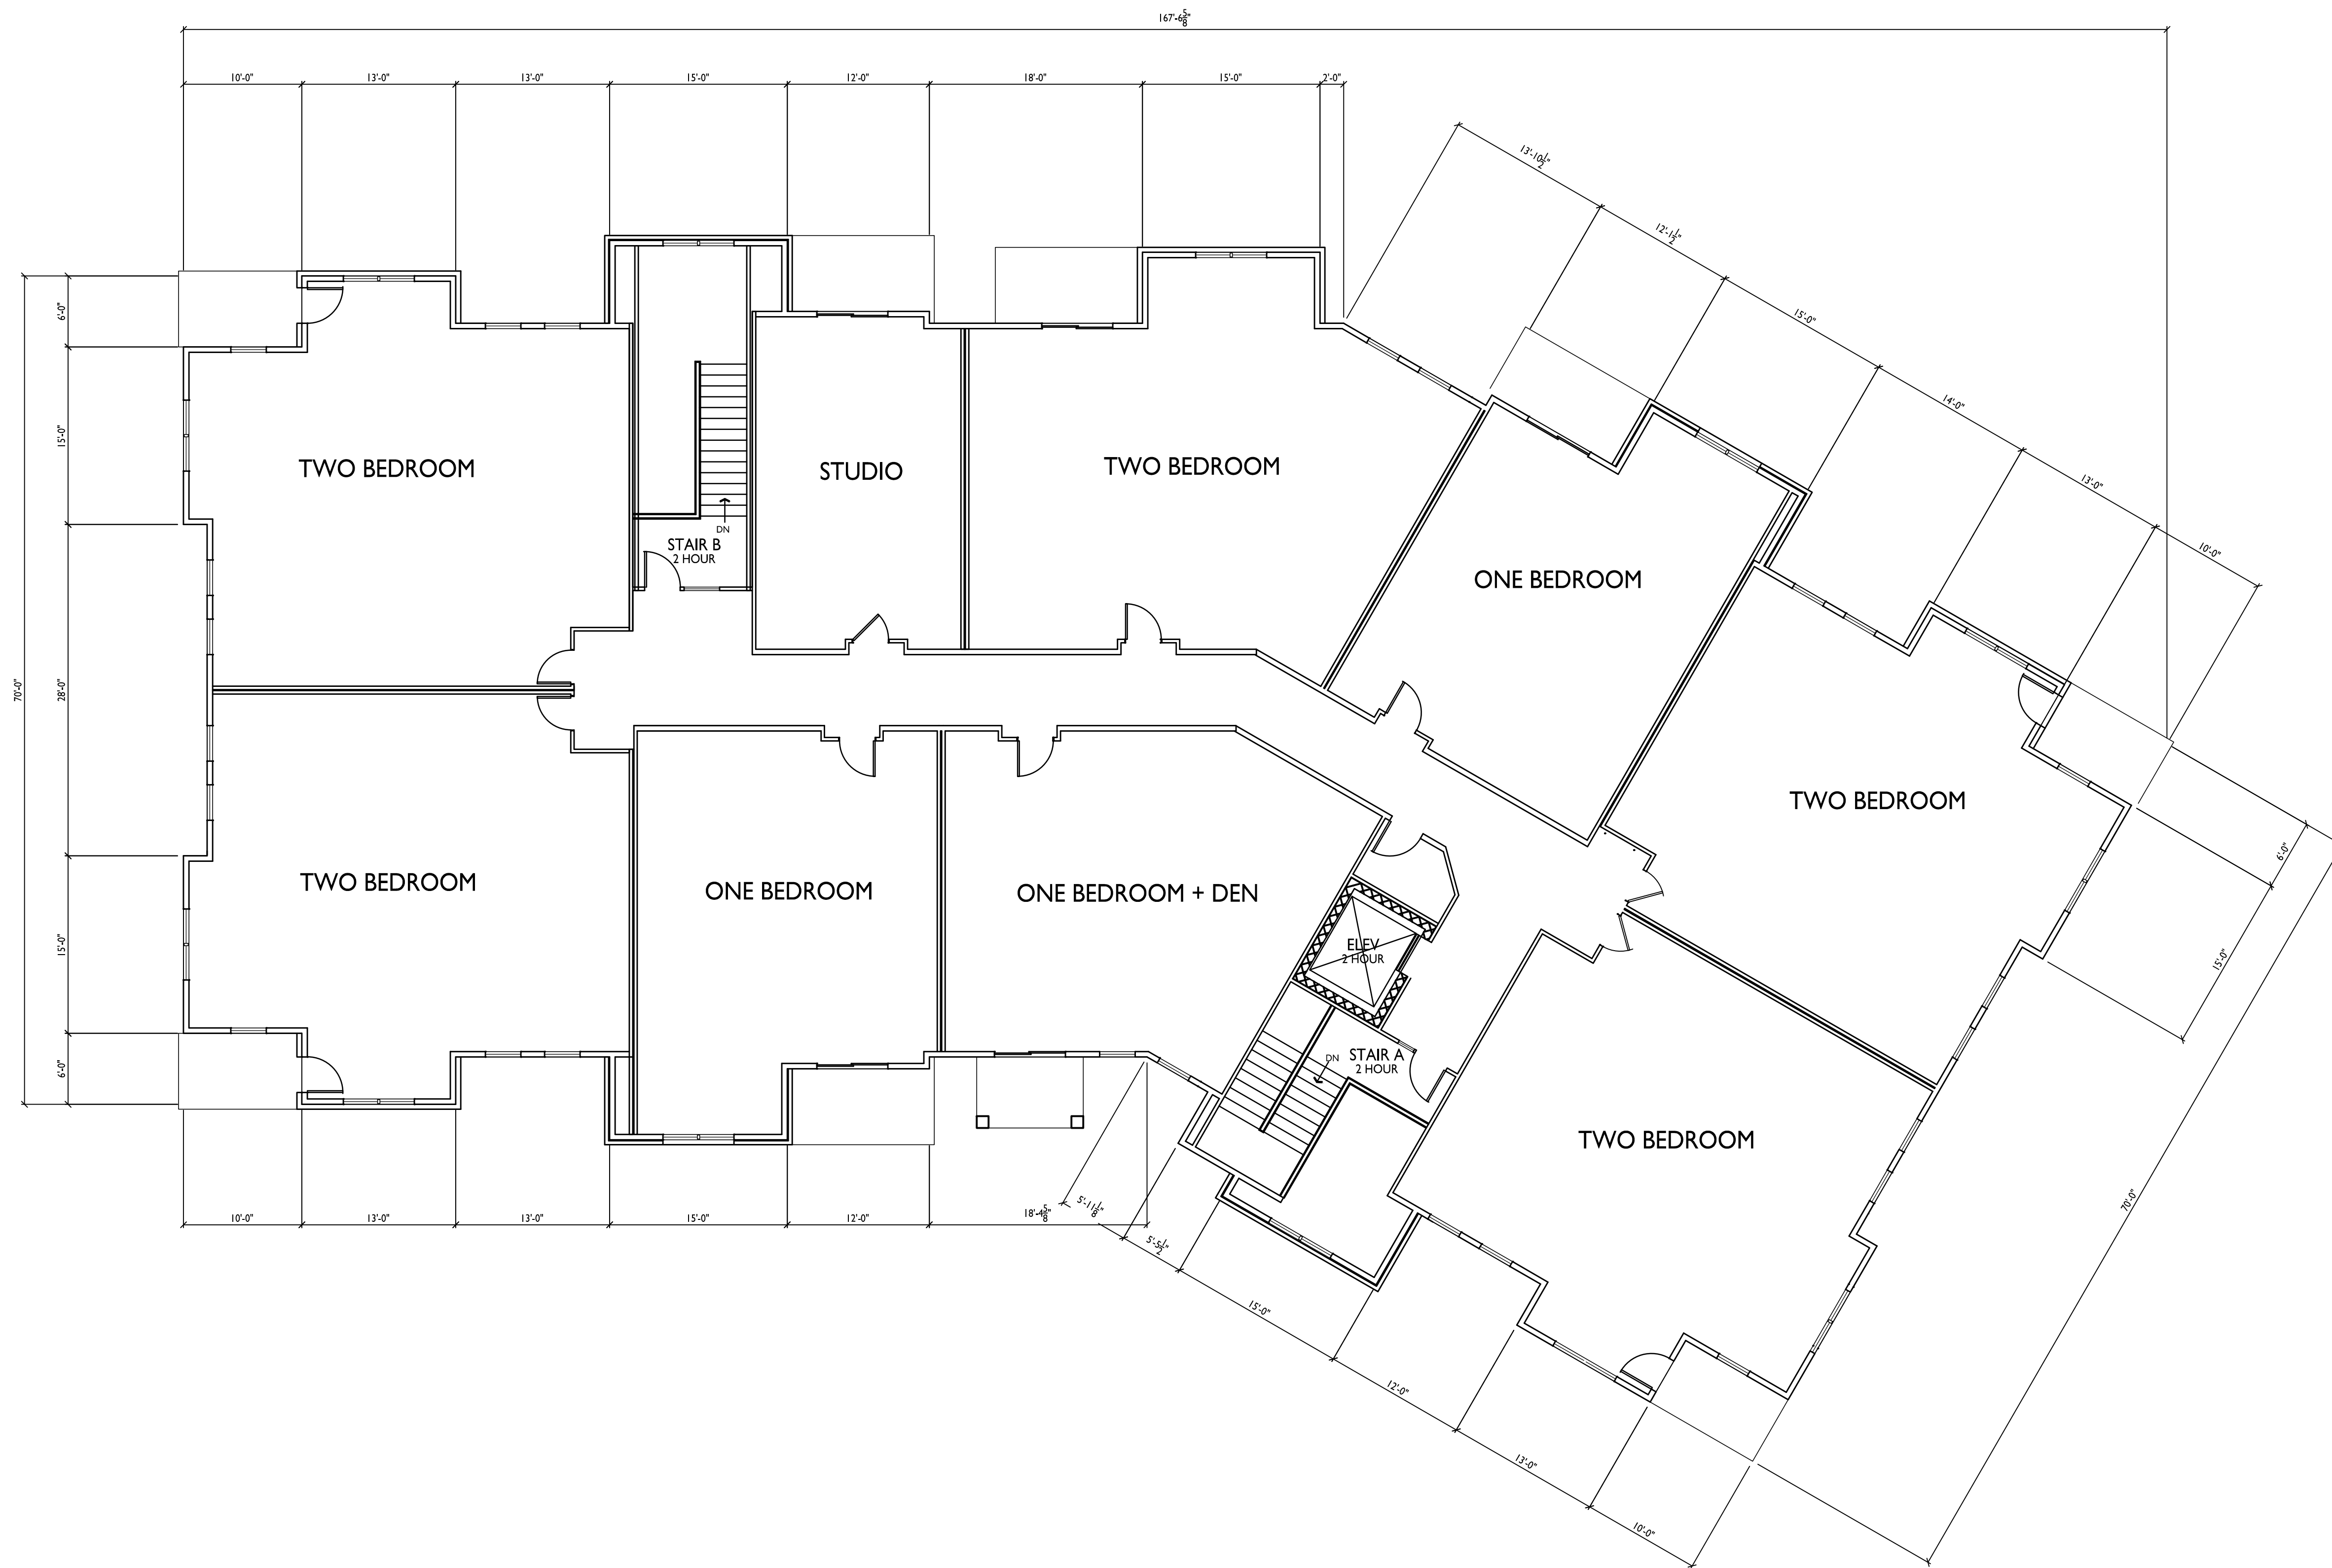 167'-6 5/8"
10'-0"
13'-0"
13'-0"
15'-0"
12'-0"
18'-0"
15'-0"
2'-0"
13'-10 1/2"
12'-1 1/2"
15'-0"
14'-0"
13'-0"
10'-0"
6'-0"
15'-0"
28'-0"
70'-0"
15'-0"
6'-0"
TWO BEDROOM
STUDIO
TWO BEDROOM
DN
STAIR B
2 HOUR
ONE BEDROOM
TWO BEDROOM
TWO BEDROOM
ONE BEDROOM
ONE BEDROOM + DEN
ELEV
2 HOUR
DN
STAIR A
2 HOUR
TWO BEDROOM
6'-0"
15'-0"
70'-0"
10'-0"
13'-0"
13'-0"
15'-0"
12'-0"
18'-4 5/8"
5'-11 1/8"
5'-5 1/2"
15'-0"
12'-0"
13'-0"
10'-0"